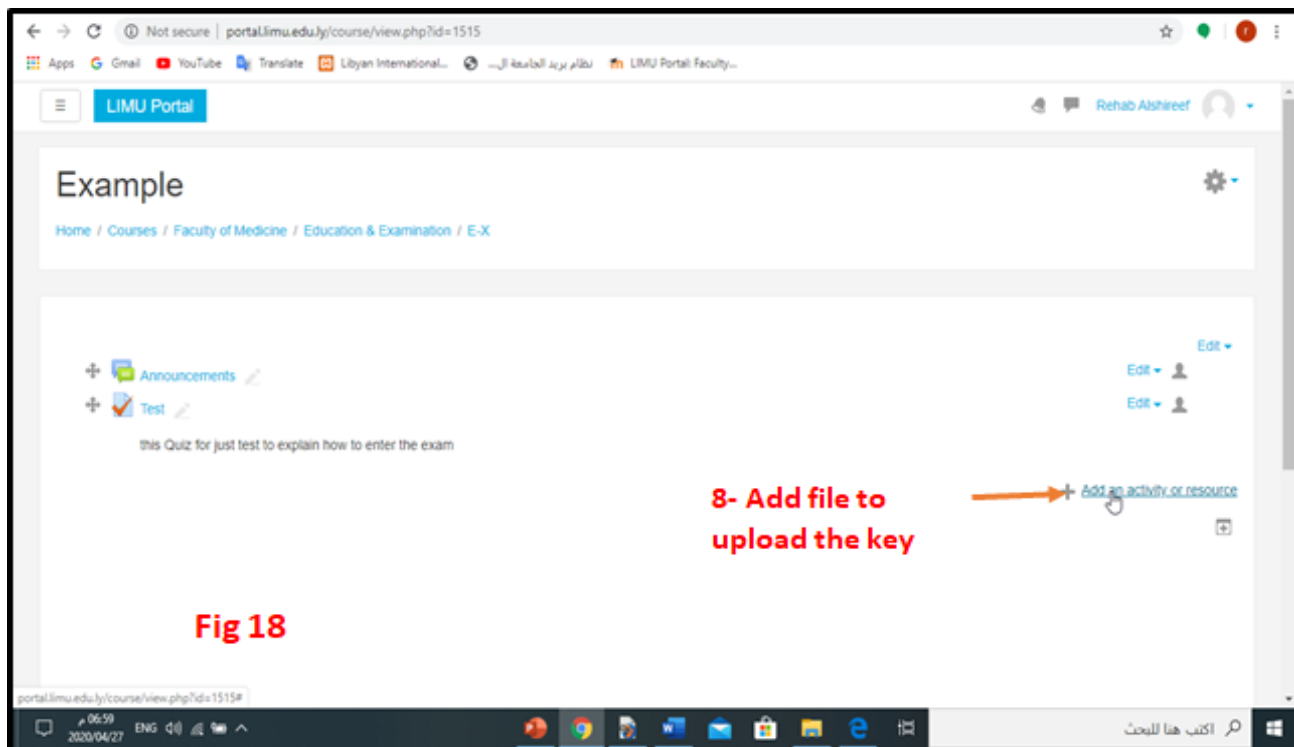 Not secure | portal.limu.edu.ly/course/view.php?id=1515
Apps Gmail YouTube Translate Libyan International... نظام بريد الجامعة ال... LIMU Portal: Faculty...
LIMU Portal Rehab Alshireef
Example
Home / Courses / Faculty of Medicine / Education & Examination / E-X
Edit
Announcements Edit
Test Edit
this Quiz for just test to explain how to enter the exam
Add an activity or resource
8- Add file to
upload the key
Fig 18
portal.limu.edu.ly/course/view.php?id=1515#
06:59 م ENG اكتب هنا للبحث
2020/04/27